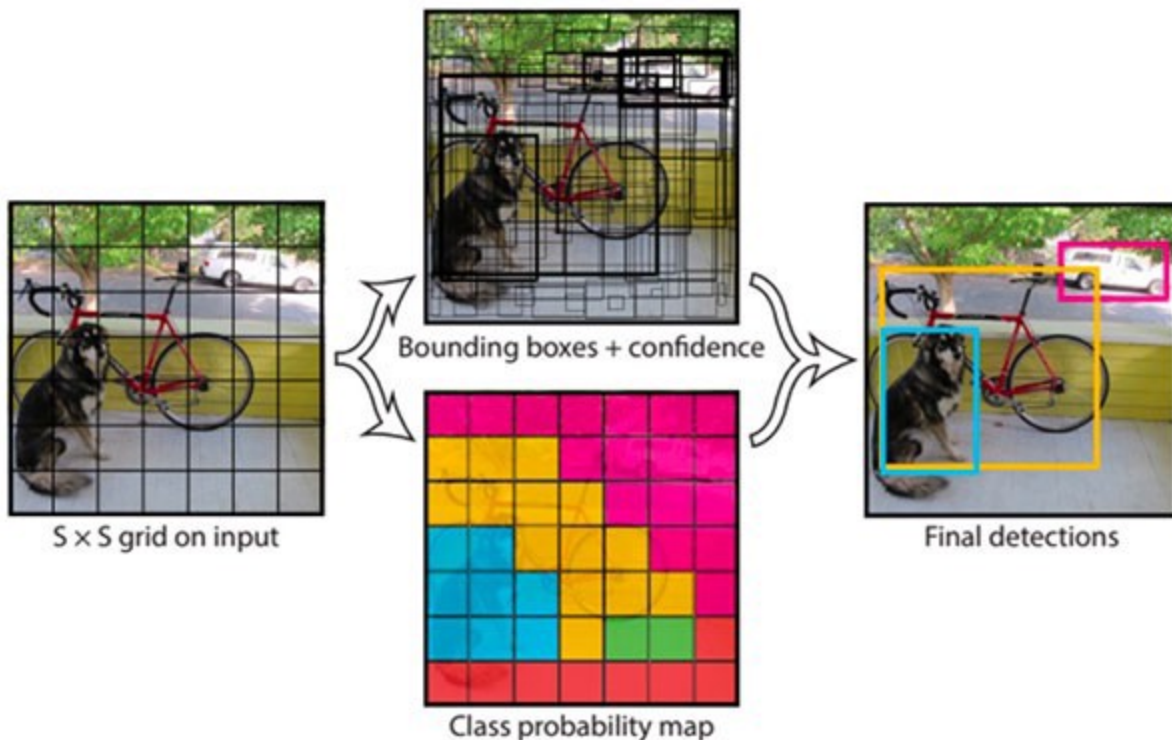 Bounding boxes + confidence
S × S grid on input
Final detections
Class probability map